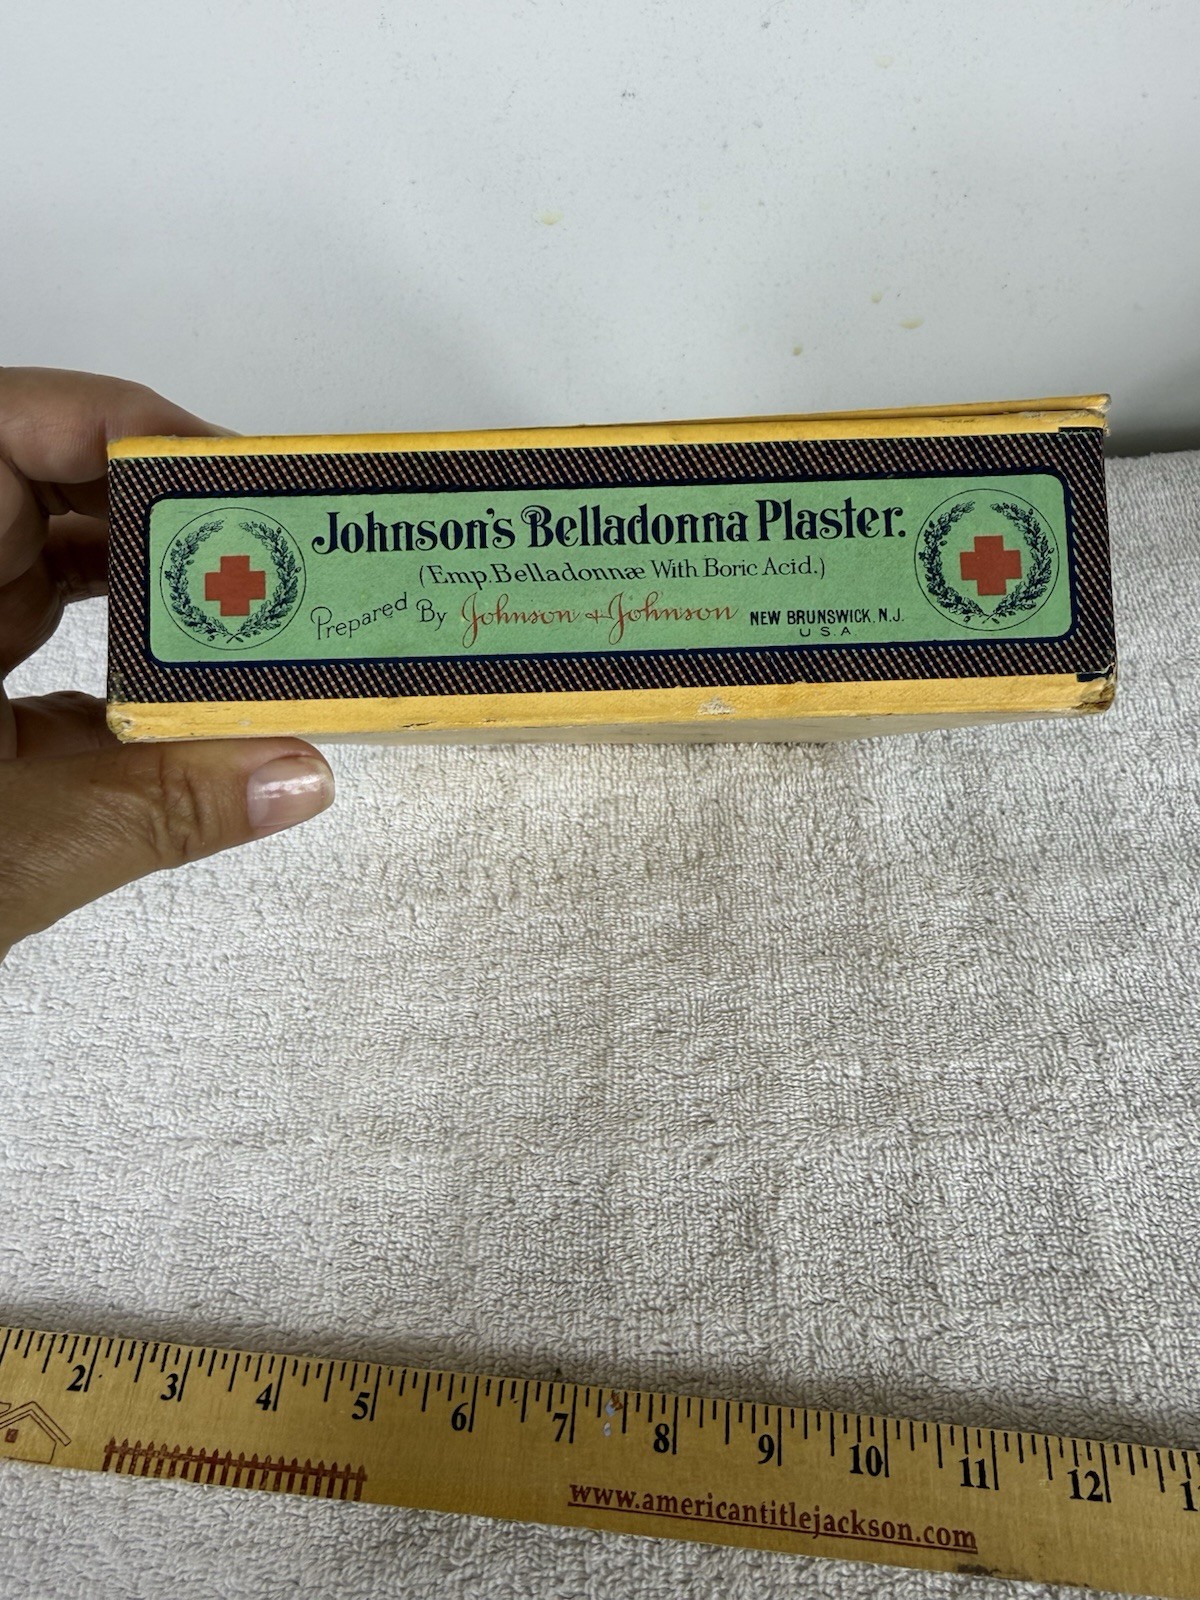 Johnson's Belladonna Plaster.
(Emp. Belladonnæ With Boric Acid.)
Prepared By Johnson & Johnson NEW BRUNSWICK, N.J.
U.S.A.
2 3 4 5 6 7 8 9 10 11 12
www.americantitlejackson.com